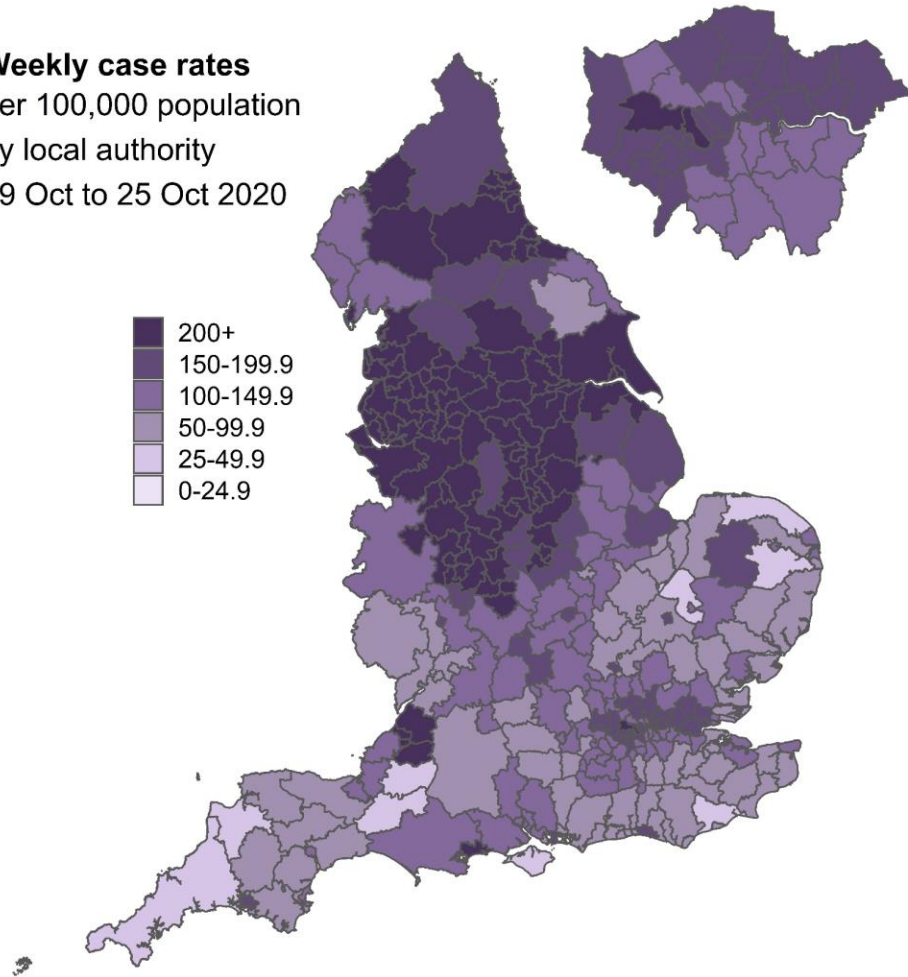 Weekly case rates
er 100,000 population
y local authority
9 Oct to 25 Oct 2020
200+
150-199.9
100-149.9
50-99.9
25-49.9
0-24.9